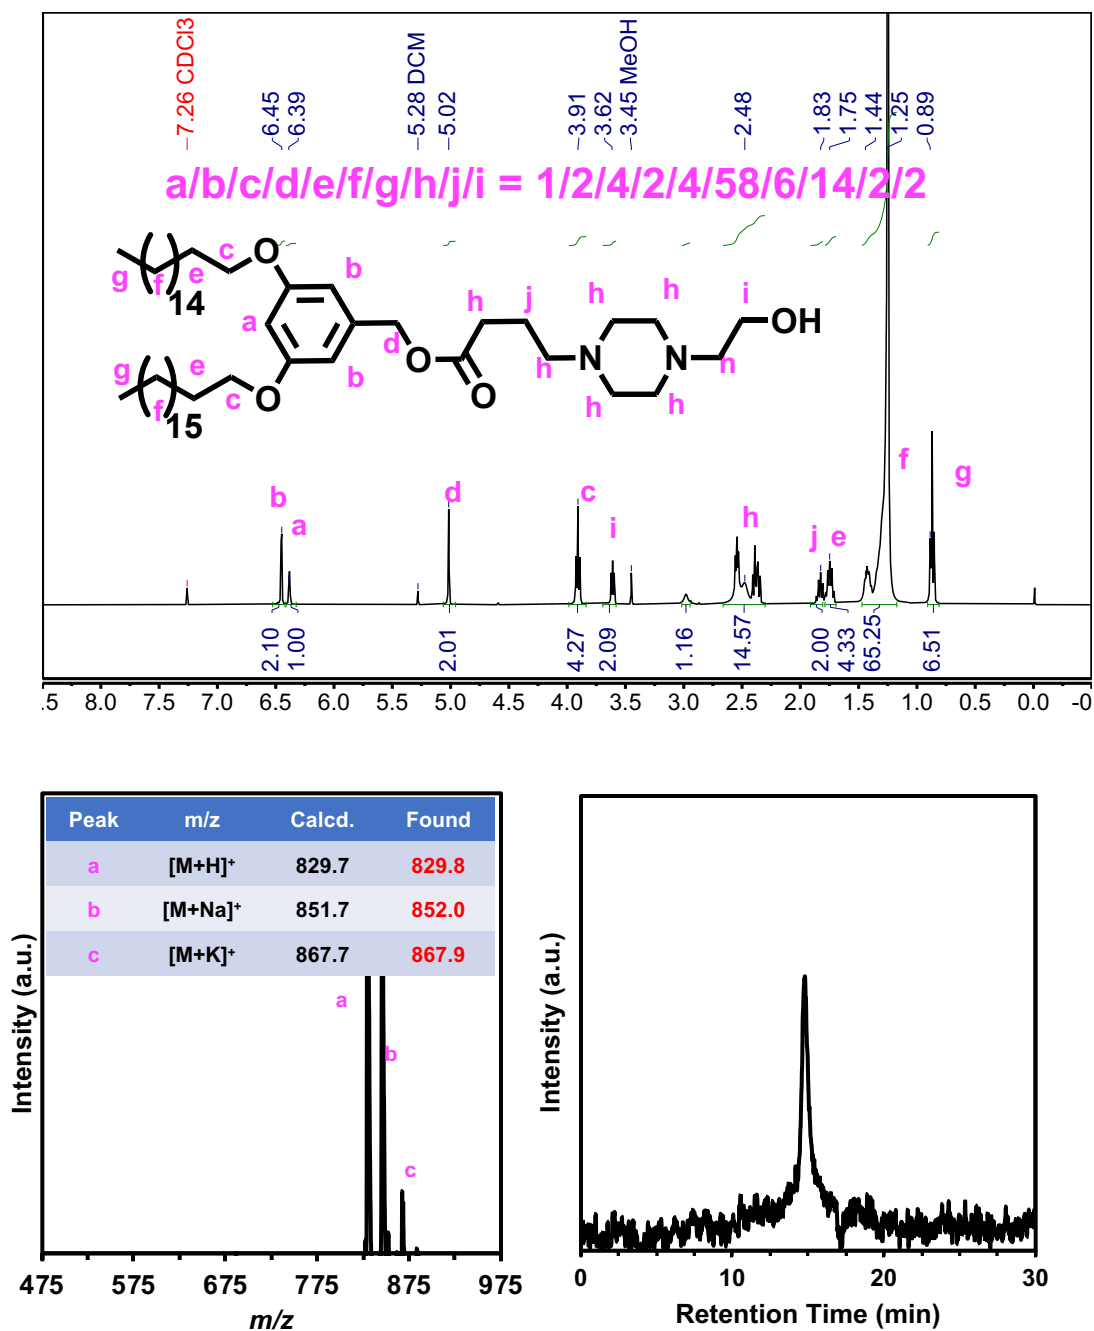 7.26 CDCl3
6.45
6.39
5.28 DCM
5.02
3.91
3.62
3.45 MeOH
2.48
1.83
1.75
1.44
1.25
0.89
a/b/c/d/e/f/g/h/j/i = 1/2/4/2/4/58/6/14/2/2
g
f
14
e
c
O
b
a
g
f
15
e
c
O
b
d
O
O
h
j
h
N
h
h
h
h
N
n
i
OH
b
a
d
c
i
h
j
e
f
g
2.10
1.00
2.01
4.27
2.09
1.16
14.57
2.00
4.33
65.25
6.51
.5 8.0 7.5 7.0 6.5 6.0 5.5 5.0 4.5 4.0 3.5 3.0 2.5 2.0 1.5 1.0 0.5 0.0 -0
Peak m/z Calcd. Found
a [M+H]+ 829.7 829.8
b [M+Na]+ 851.7 852.0
c [M+K]+ 867.7 867.9
a
b
c
Intensity (a.u.)
475 575 675 775 875 975
m/z
Intensity (a.u.)
0 10 20 30
Retention Time (min)